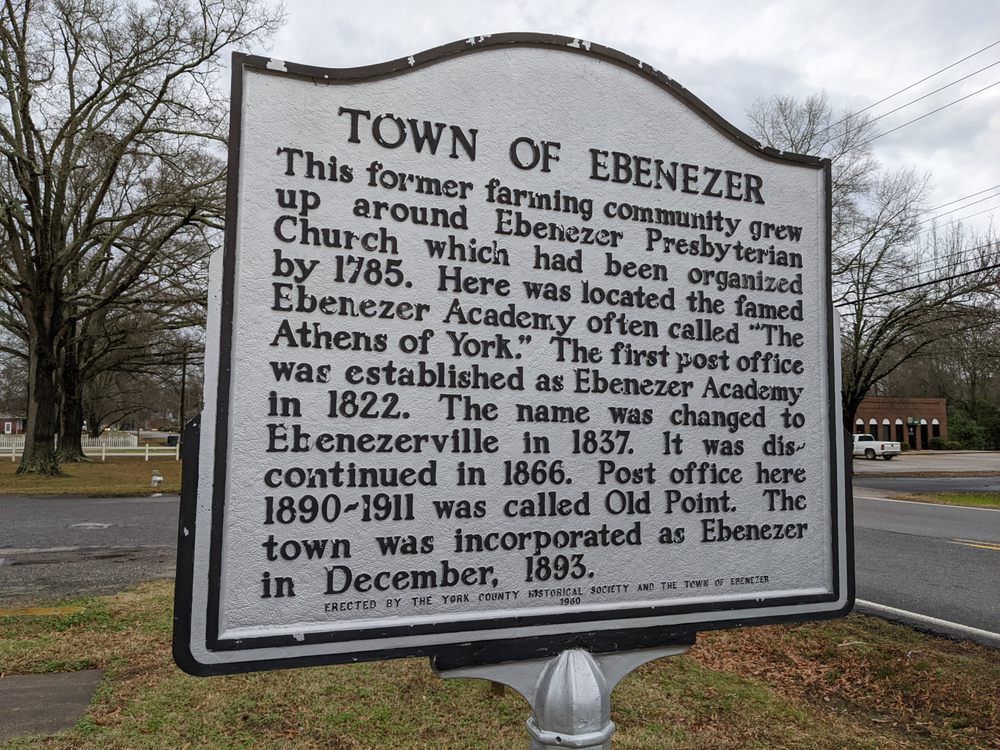 TOWN OF EBENEZER
This former farming community grew
up around Ebenezer Presbyterian
Church which had been organized
by 1785. Here was located the famed
Ebenezer Academy often called "The
Athens of York." The first post office
was established as Ebenezer Academy
in 1822. The name was changed to
Ebenezerville in 1837. It was dis-
continued in 1866. Post office here
1890-1911 was called Old Point. The
town was incorporated as Ebenezer
in December, 1893.
ERECTED BY THE YORK COUNTY HISTORICAL SOCIETY AND THE TOWN OF EBENEZER
1960